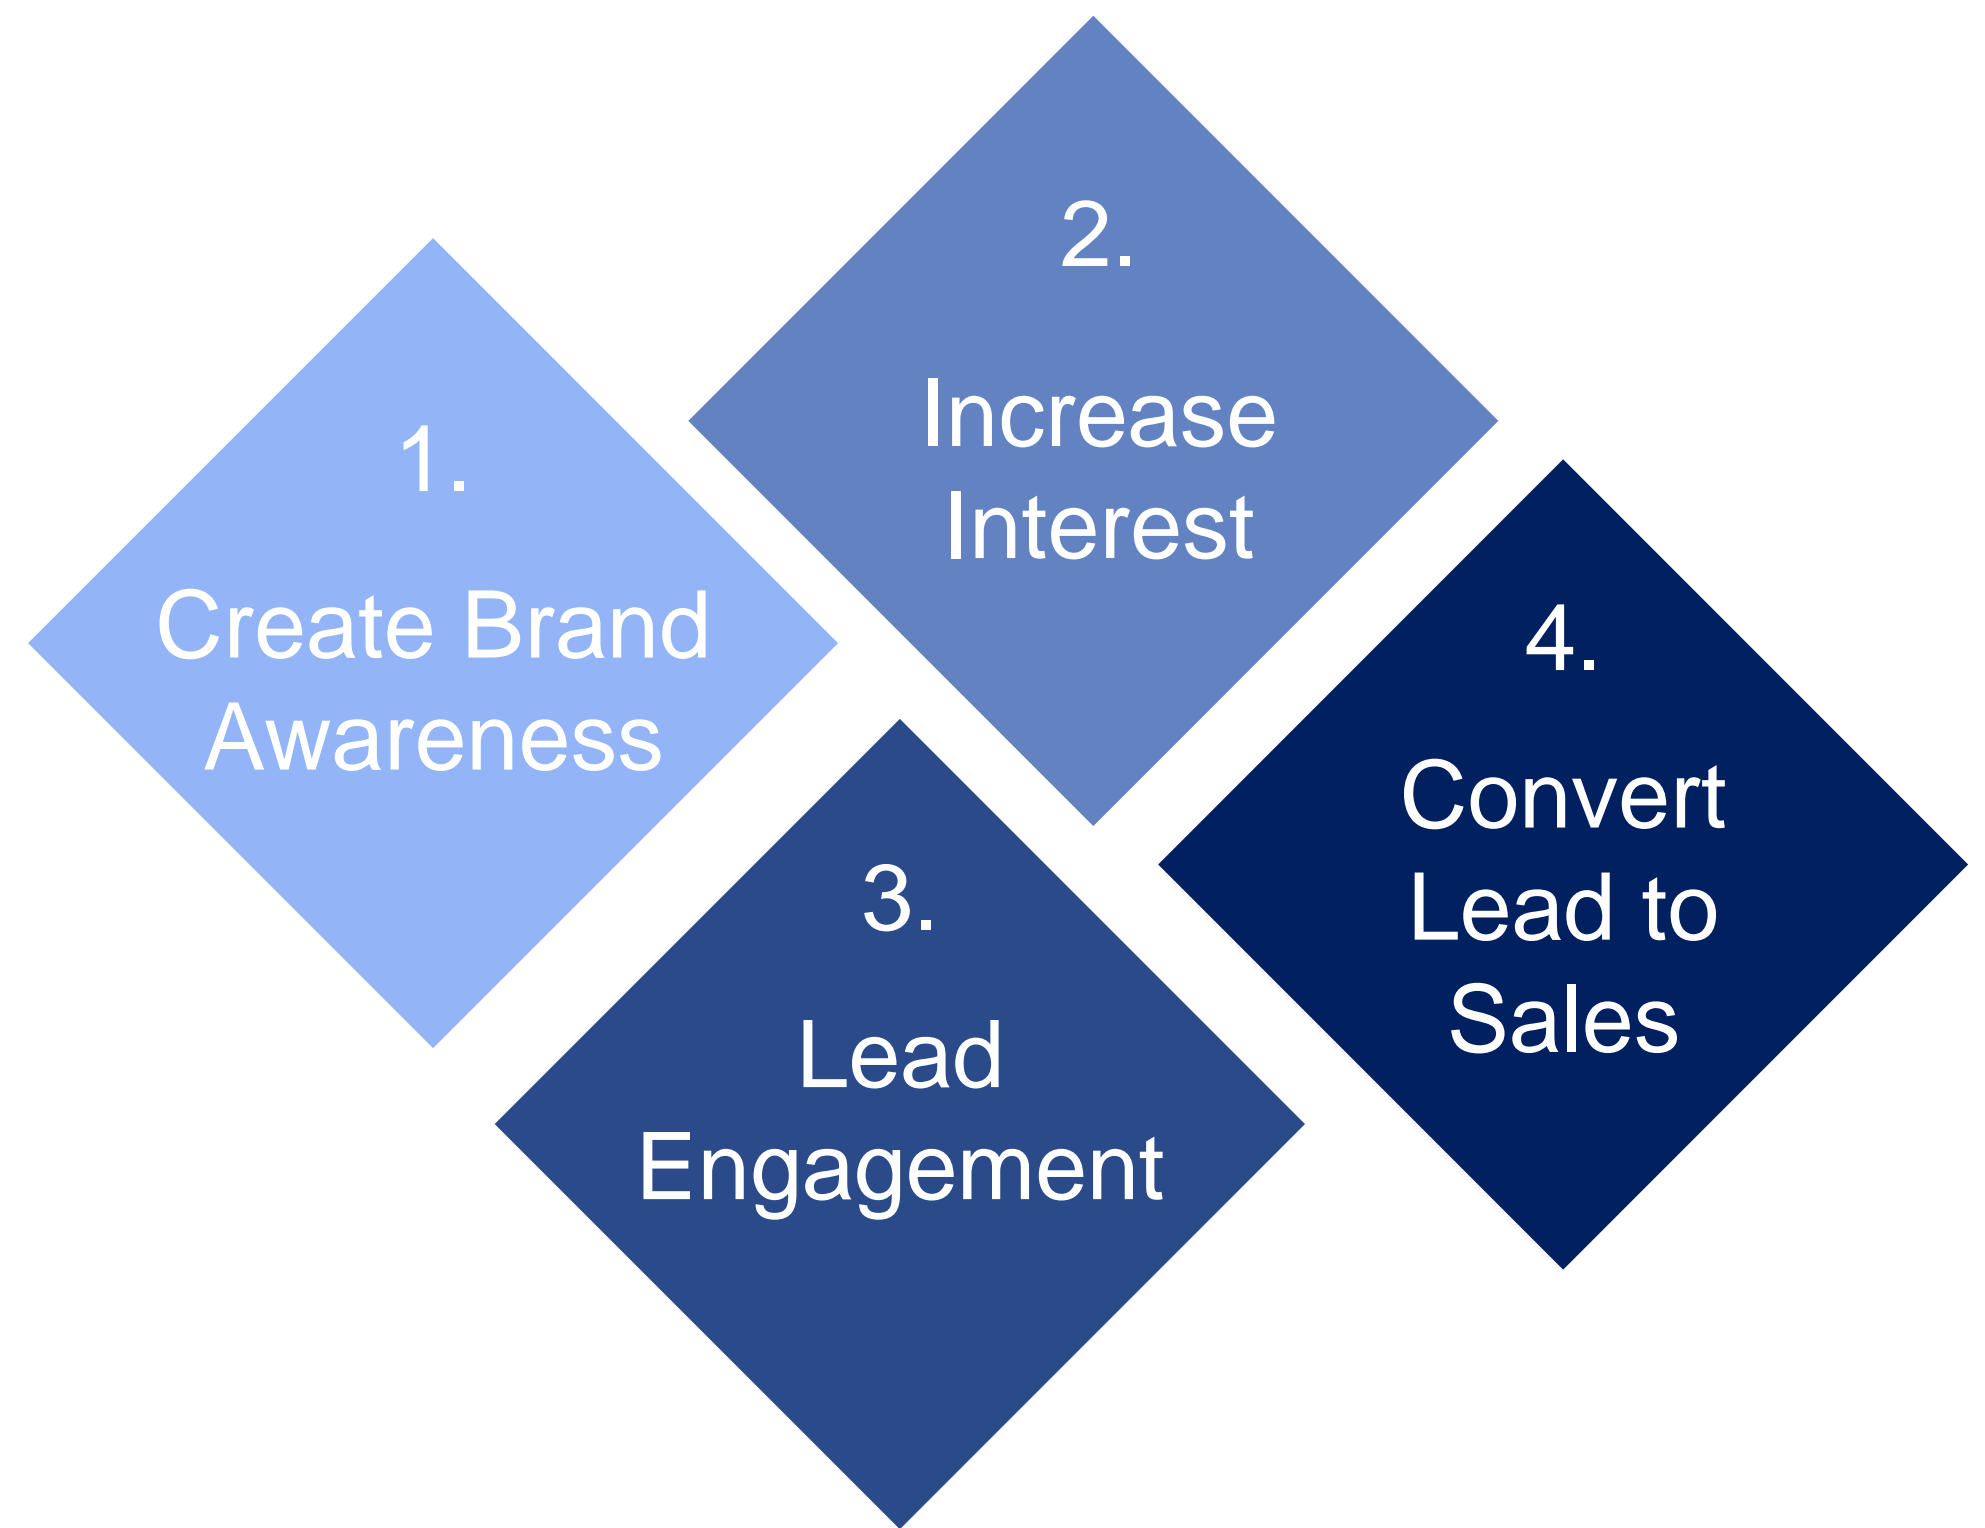 1.
Create Brand
Awareness
2.
Increase
Interest
3.
Lead
Engagement
4.
Convert
Lead to
Sales